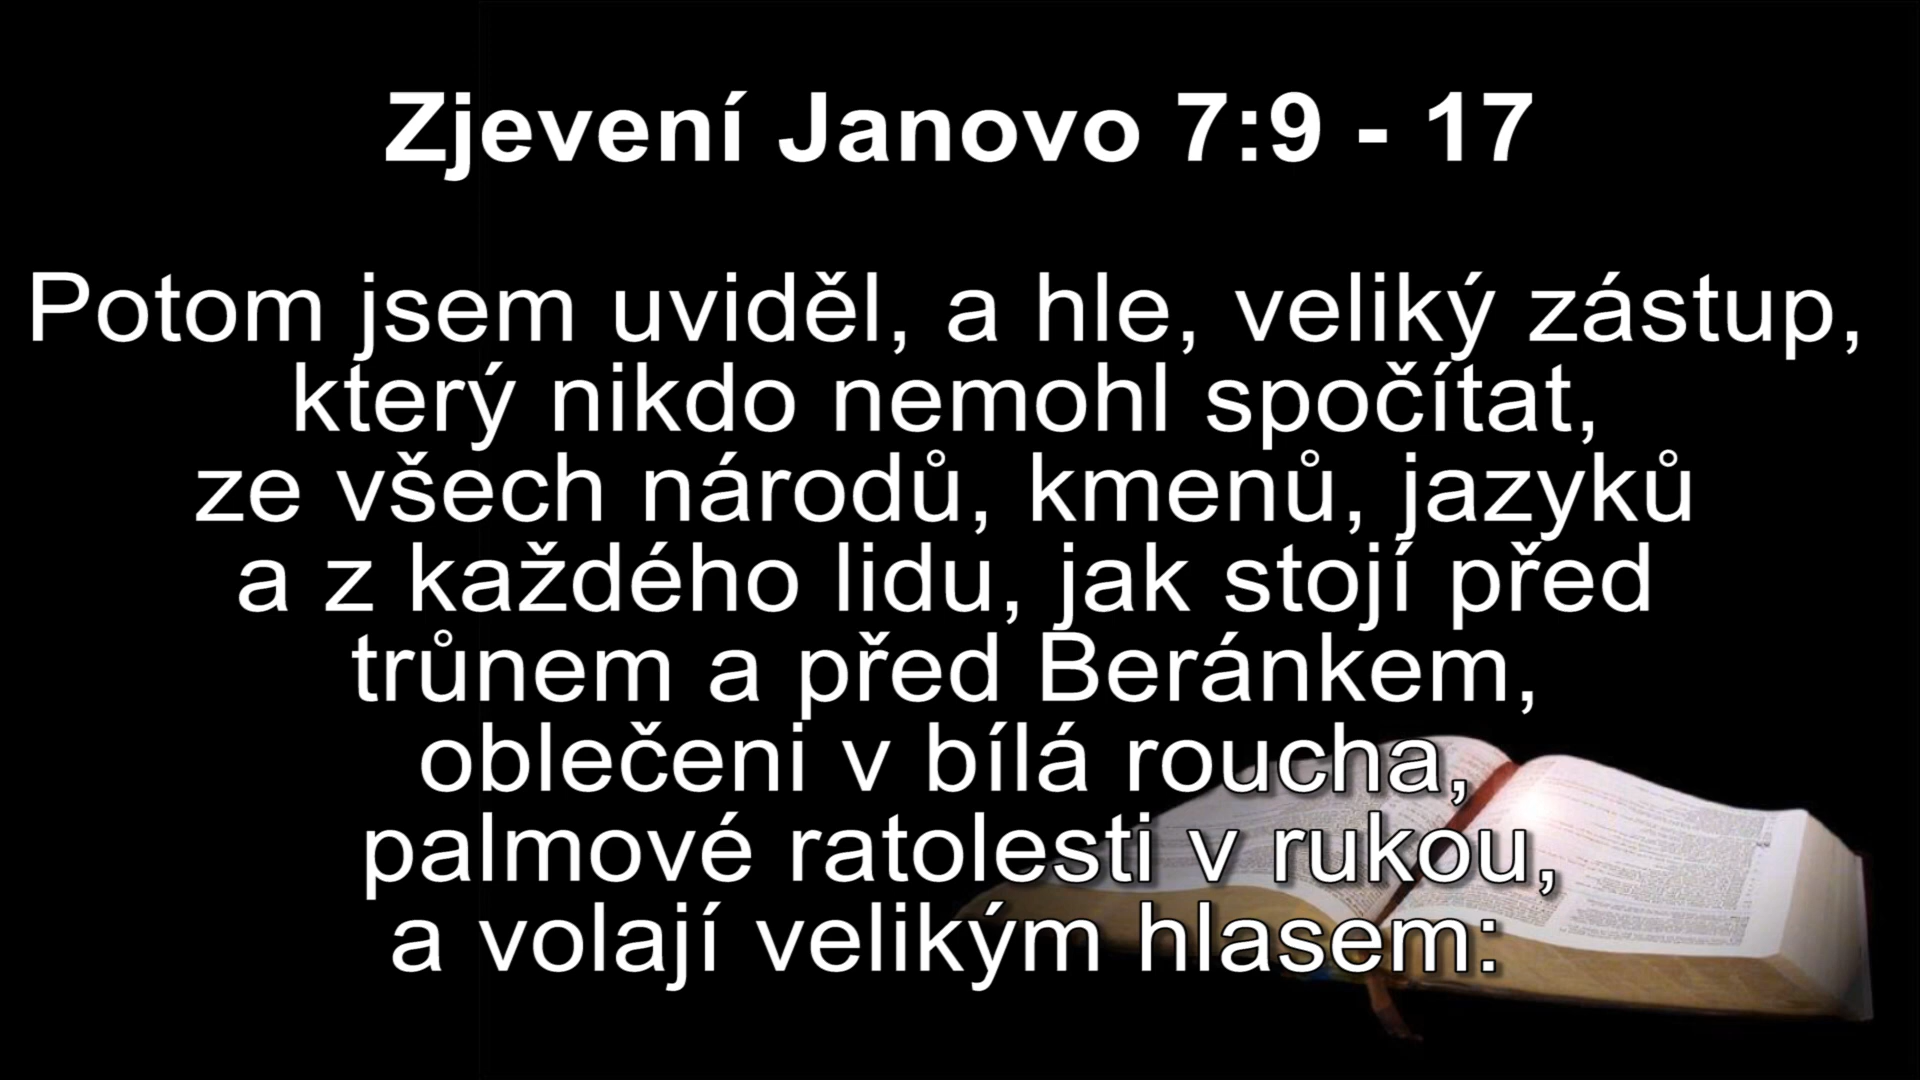 Zjevení Janovo 7:9 - 17
Potom jsem uviděl, a hle, veliký zástup,
který nikdo nemohl spočítat,
ze všech národů, kmenů, jazyků
a z každého lidu, jak stojí před
trůnem a před Beránkem,
oblečeni v bílá roucha,
palmové ratolesti v rukou,
a volají velikým hlasem: